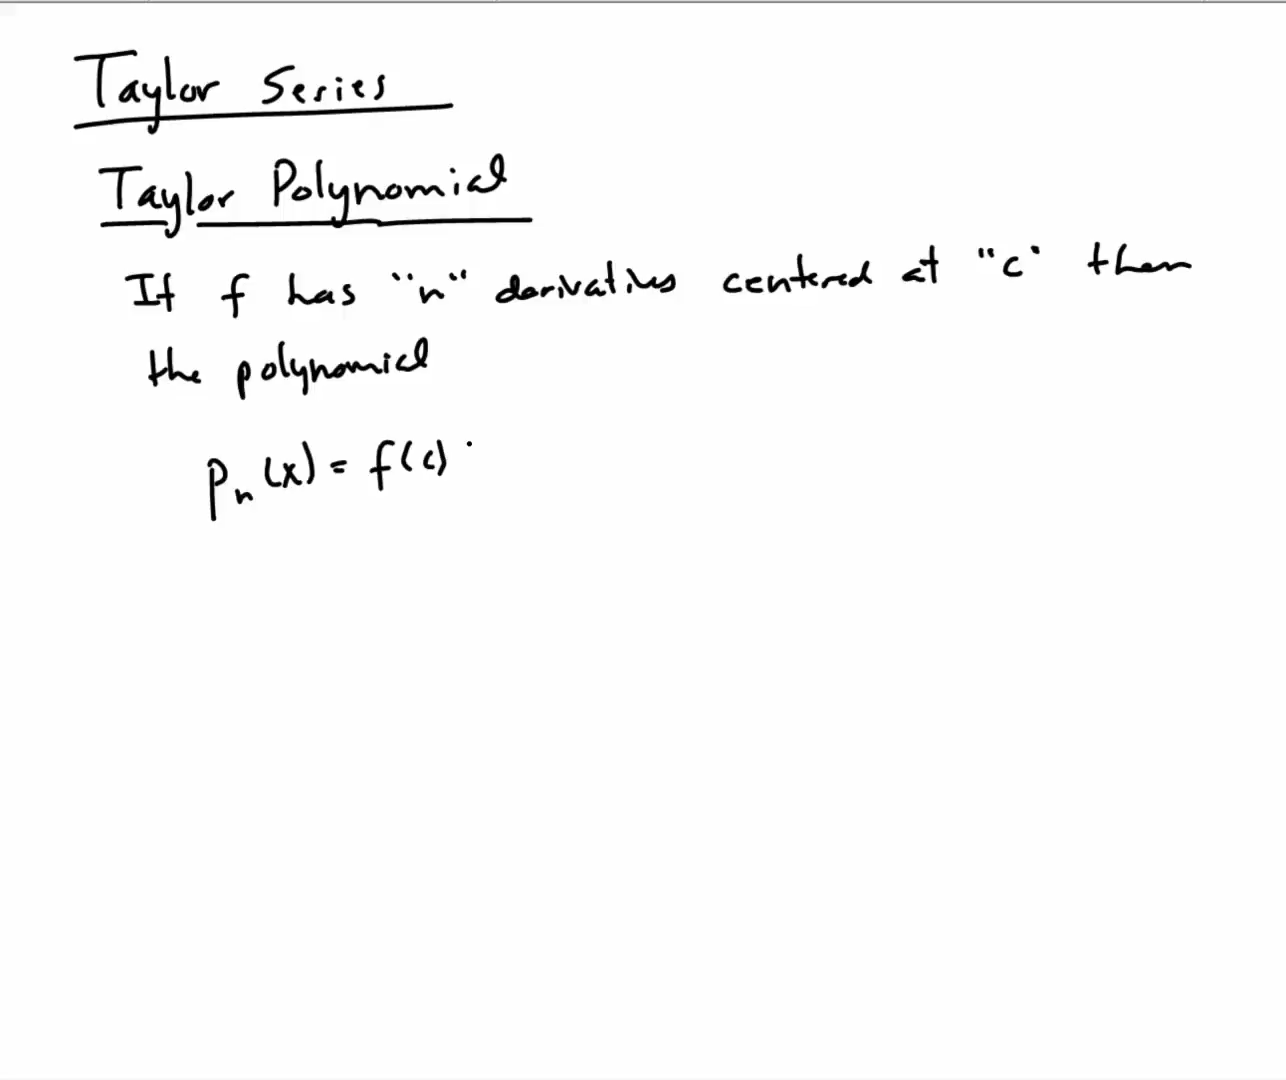 Taylor Series
Taylor Polynomial
If f has "n" derivatives centered at "c" then
the polynomial
Pn(x) = f(c)